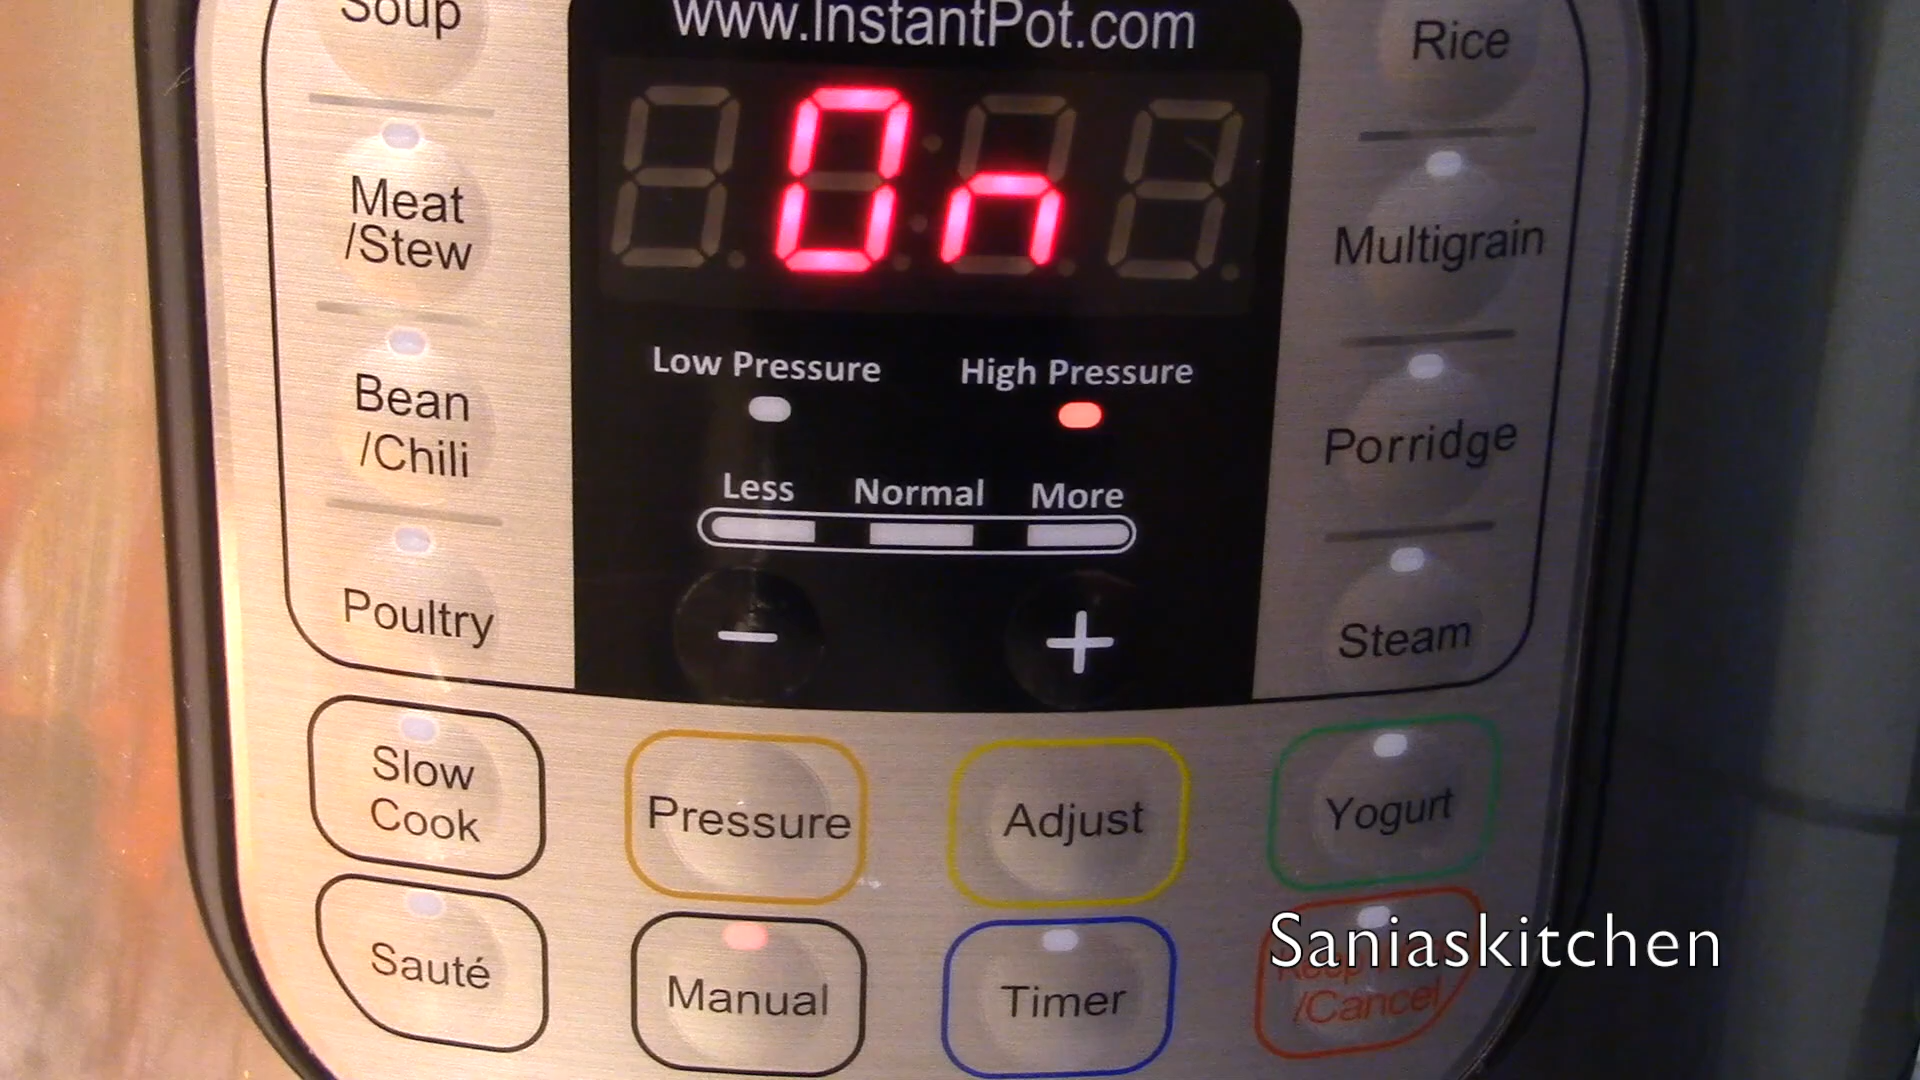 Soup
www.InstantPot.com
Rice
On
Meat
/Stew
Multigrain
Low Pressure
High Pressure
Bean
/Chili
Porridge
Less Normal More
− +
Poultry
Steam
Slow
Cook
Pressure
Adjust
Yogurt
Sauté
Manual
Timer
/Cancel
Saniaskitchen